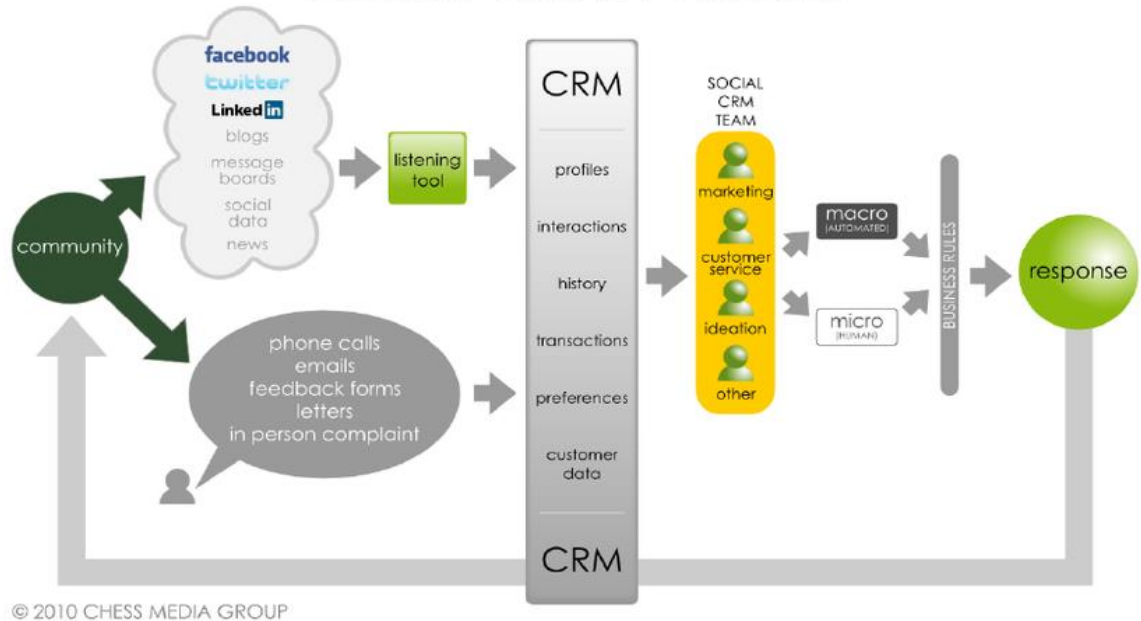 facebook
twitter
Linked in
blogs
message
boards
social
data
news
community
listening
tool
phone calls
emails
feedback forms
letters
in person complaint
CRM
profiles
interactions
history
transactions
preferences
customer
data
CRM
SOCIAL
CRM
TEAM
marketing
customer
service
ideation
other
macro
(AUTOMATED)
micro
(HUMAN)
BUSINESS RULES
response
© 2010 CHESS MEDIA GROUP